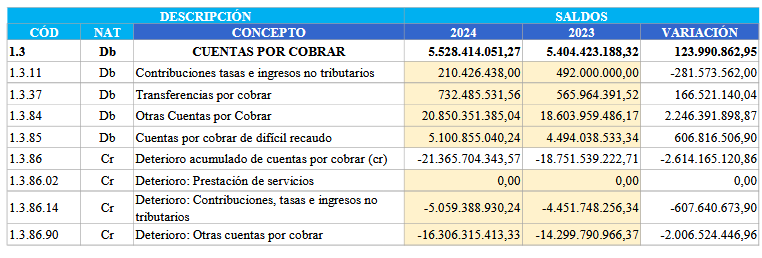 DESCRIPCIÓN SALDOS
CÓD NAT CONCEPTO 2024 2023 VARIACIÓN
1.3 Db CUENTAS POR COBRAR 5.528.414.051,27 5.404.423.188,32 123.990.862,95
1.3.11 Db Contribuciones tasas e ingresos no tributarios 210.426.438,00 492.000.000,00 -281.573.562,00
1.3.37 Db Transferencias por cobrar 732.485.531,56 565.964.391,52 166.521.140,04
1.3.84 Db Otras Cuentas por Cobrar 20.850.351.385,04 18.603.959.486,17 2.246.391.898,87
1.3.85 Db Cuentas por cobrar de difícil recaudo 5.100.855.040,24 4.494.038.533,34 606.816.506,90
1.3.86 Cr Deterioro acumulado de cuentas por cobrar (cr) -21.365.704.343,57 -18.751.539.222,71 -2.614.165.120,86
1.3.86.02 Cr Deterioro: Prestación de servicios 0,00 0,00 0,00
1.3.86.14 Cr Deterioro: Contribuciones, tasas e ingresos no
tributarios -5.059.388.930,24 -4.451.748.256,34 -607.640.673,90
1.3.86.90 Cr Deterioro: Otras cuentas por cobrar -16.306.315.413,33 -14.299.790.966,37 -2.006.524.446,96